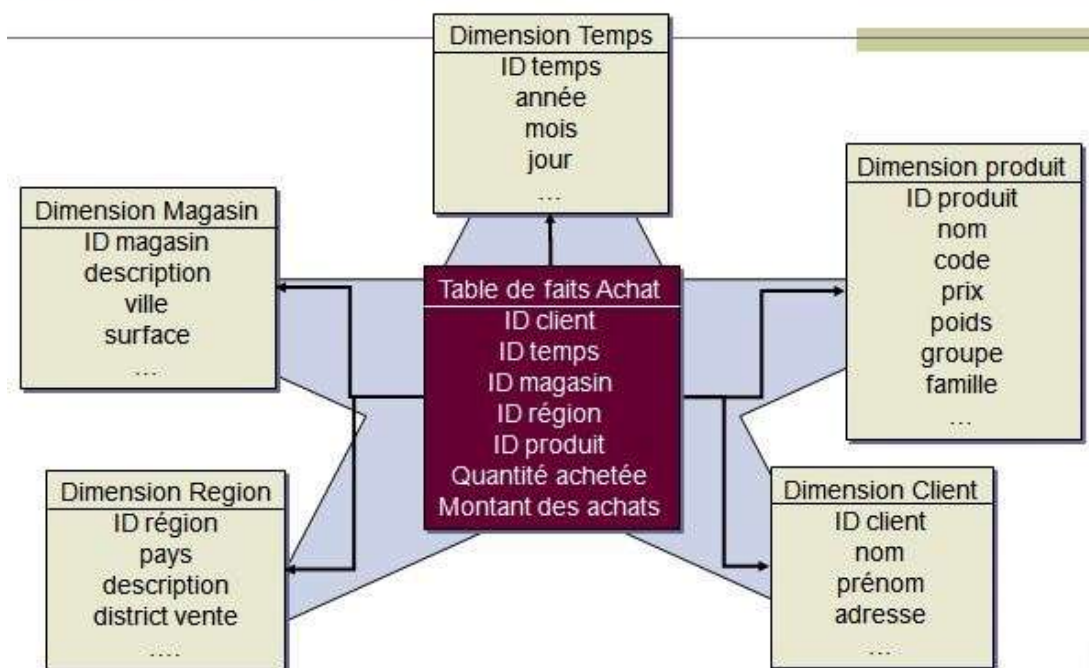 Dimension Temps
ID temps
année
mois
jour
...
Dimension Magasin
ID magasin
description
ville
surface
...
Table de faits Achat
ID client
ID temps
ID magasin
ID région
ID produit
Quantité achetée
Montant des achats
Dimension produit
ID produit
nom
code
prix
poids
groupe
famille
...
Dimension Region
ID région
pays
description
district vente
....
Dimension Client
ID client
nom
prénom
adresse
...